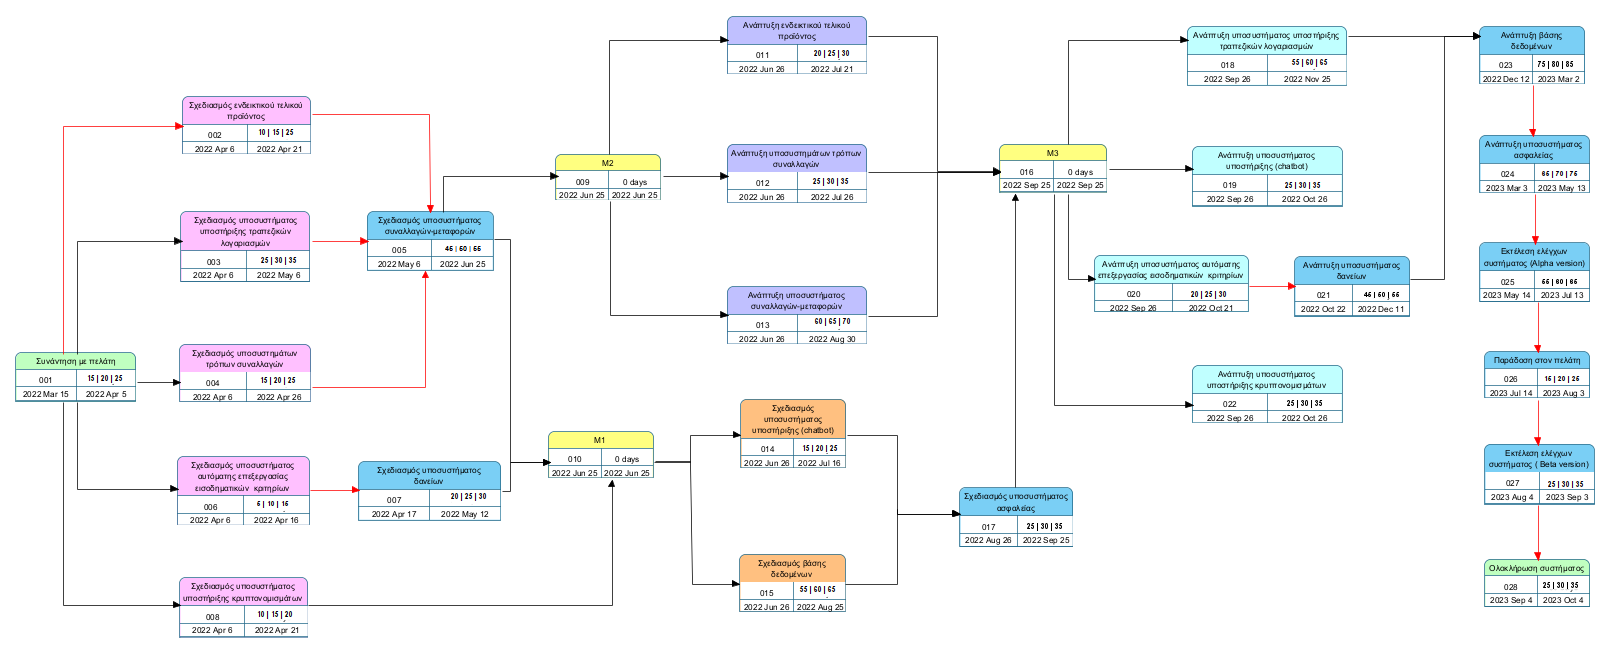 Συνάντηση με πελάτη
001
15 | 20 | 25
2022 Mar 15
2022 Apr 5
Σχεδιασμός ενδεικτικού τελικού
προϊόντος
002
10 | 15 | 25
2022 Apr 6
2022 Apr 21
Σχεδιασμός υποσυστήματος
υποστήριξης τραπεζικών
λογαριασμών
003
25 | 30 | 35
2022 Apr 6
2022 May 6
Σχεδιασμός υποσυστημάτων
τρόπων συναλλαγών
004
15 | 20 | 25
2022 Apr 6
2022 Apr 26
Σχεδιασμός υποσυστήματος
αυτόματης επεξεργασίας
εισοδηματικών κριτηρίων
006
5 | 10 | 15
2022 Apr 6
2022 Apr 16
Σχεδιασμός υποσυστήματος
υποστήριξης κρυπτονομισμάτων
008
10 | 15 | 20
2022 Apr 6
2022 Apr 21
Σχεδιασμός υποσυστήματος
συναλλαγών-μεταφορών
005
45 | 50 | 55
2022 May 6
2022 Jun 25
Σχεδιασμός υποσυστήματος
δανείων
007
20 | 25 | 30
2022 Apr 17
2022 May 12
M2
009
0 days
2022 Jun 25
2022 Jun 25
M1
010
0 days
2022 Jun 25
2022 Jun 25
Ανάπτυξη ενδεικτικού τελικού
προϊόντος
011
20 | 25 | 30
2022 Jun 26
2022 Jul 21
Ανάπτυξη υποσυστημάτων τρόπων
συναλλαγών
012
25 | 30 | 35
2022 Jun 26
2022 Jul 26
Ανάπτυξη υποσυστήματος
συναλλαγών-μεταφορών
013
60 | 65 | 70
2022 Jun 26
2022 Aug 30
Σχεδιασμός
υποσυστήματος
υποστήριξης (chatbot)
014
15 | 20 | 25
2022 Jun 26
2022 Jul 16
Σχεδιασμός βάσης
δεδομένων
015
55 | 60 | 65
2022 Jun 26
2022 Aug 25
M3
016
0 days
2022 Sep 25
2022 Sep 25
Σχεδιασμός υποσυστήματος
ασφαλείας
017
25 | 30 | 35
2022 Aug 26
2022 Sep 25
Ανάπτυξη υποσυστήματος υποστήριξης
τραπεζικών λογαριασμών
018
55 | 60 | 65
2022 Sep 26
2022 Nov 25
Ανάπτυξη υποσυστήματος
υποστήριξης (chatbot)
019
25 | 30 | 35
2022 Sep 26
2022 Oct 26
Ανάπτυξη υποσυστήματος αυτόματης
επεξεργασίας εισοδηματικών κριτηρίων
020
20 | 25 | 30
2022 Sep 26
2022 Oct 21
Ανάπτυξη υποσυστήματος
δανείων
021
45 | 50 | 55
2022 Oct 22
2022 Dec 11
Ανάπτυξη υποσυστήματος
υποστήριξης κρυπτονομισμάτων
022
25 | 30 | 35
2022 Sep 26
2022 Oct 26
Ανάπτυξη βάσης
δεδομένων
023
75 | 80 | 85
2022 Dec 12
2023 Mar 2
Ανάπτυξη υποσυστήματος
ασφαλείας
024
65 | 70 | 75
2023 Mar 3
2023 May 13
Εκτέλεση ελέγχων
συστήματος (Alpha version)
025
55 | 60 | 65
2023 May 14
2023 Jul 13
Παράδοση στον πελάτη
026
15 | 20 | 25
2023 Jul 14
2023 Aug 3
Εκτέλεση ελέγχων
συστήματος ( Beta version)
027
25 | 30 | 35
2023 Aug 4
2023 Sep 3
Ολοκλήρωση συστήματος
028
25 | 30 | 35
2023 Sep 4
2023 Oct 4